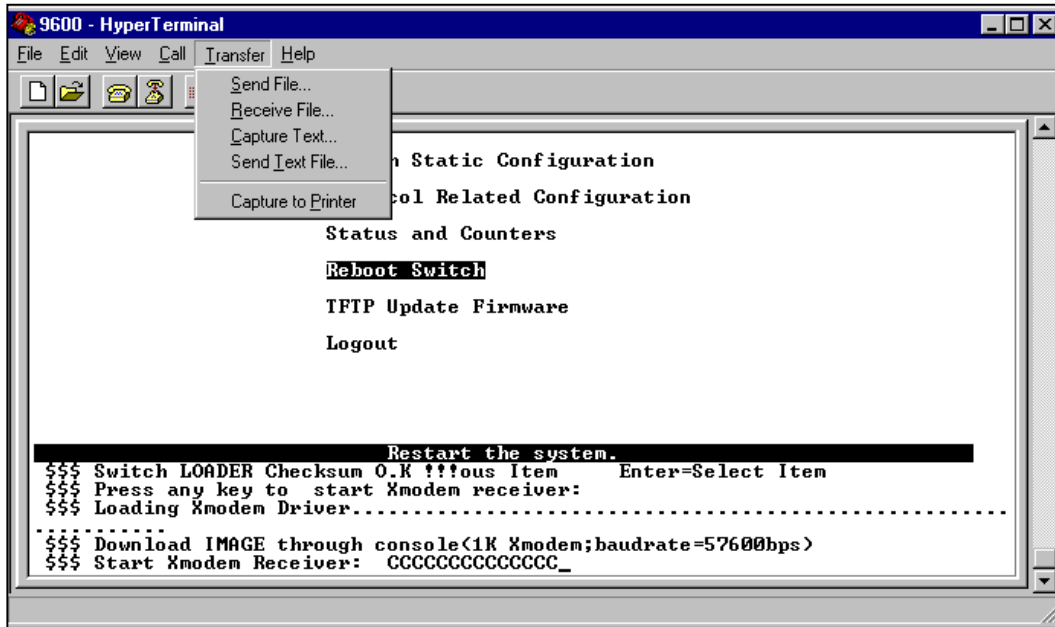 9600 - HyperTerminal
File Edit View Call Transfer Help
Send File...
Receive File...
Capture Text...
Send Text File...
Capture to Printer
n Static Configuration
col Related Configuration
Status and Counters
Reboot Switch
TFTP Update Firmware
Logout
Restart the system.
$$$ Switch LOADER Checksum O.K !!!ous Item Enter=Select Item
$$$ Press any key to start Xmodem receiver:
$$$ Loading Xmodem Driver......................................................
...........
$$$ Download IMAGE through console(1K Xmodem;baudrate=57600bps)
$$$ Start Xmodem Receiver: CCCCCCCCCCCCCC_